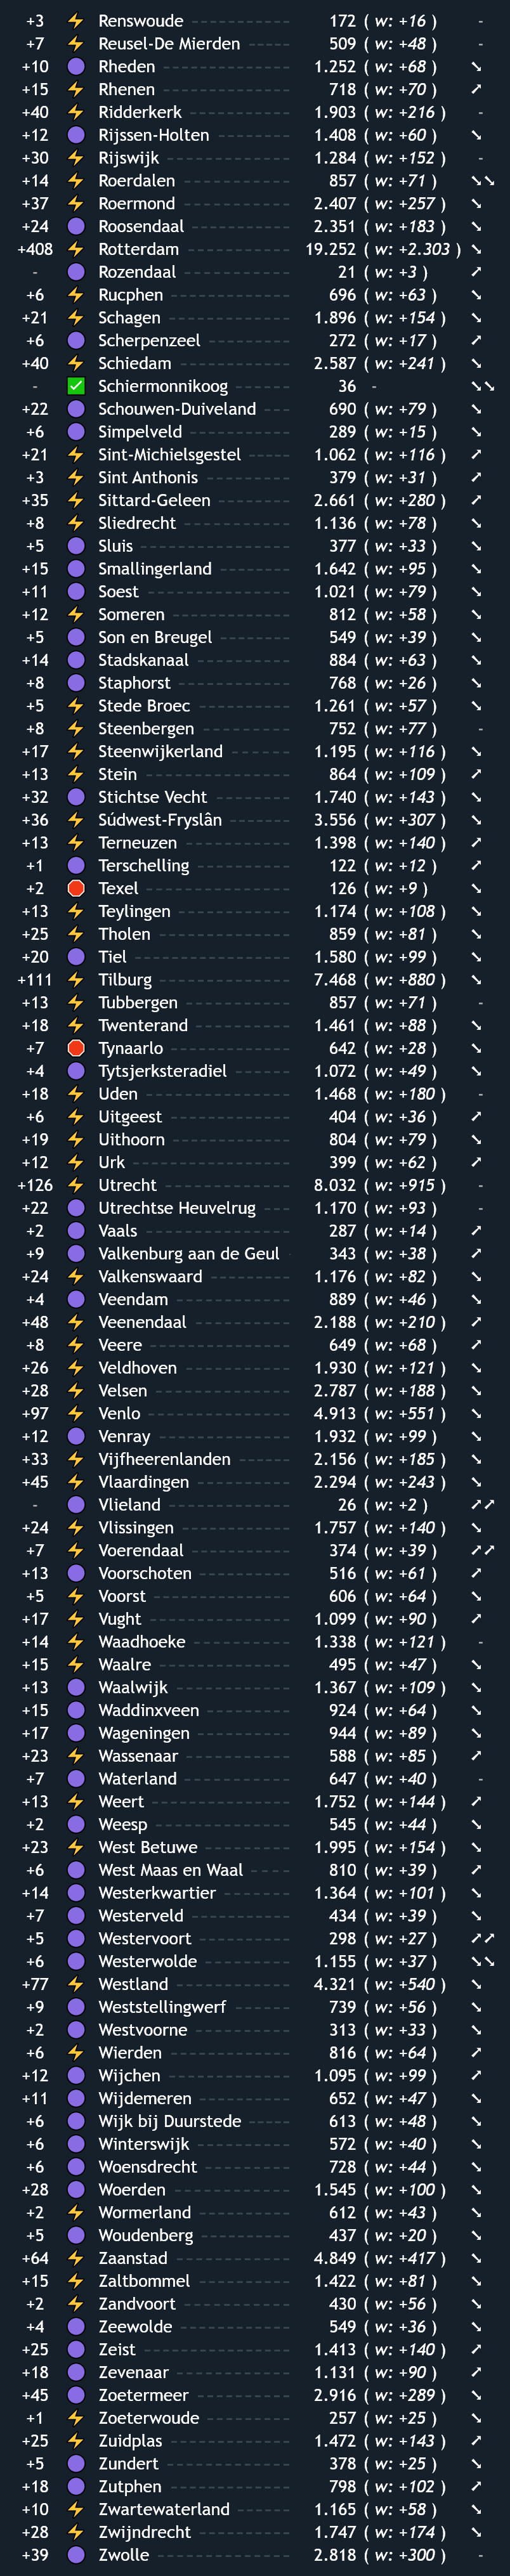 +3 Renswoude 172 ( w: +16 ) -
+7 Reusel-De Mierden 509 ( w: +48 ) -
+10 Rheden 1.252 ( w: +68 )
+15 Rhenen 718 ( w: +70 )
+40 Ridderkerk 1.903 ( w: +216 ) -
+12 Rijssen-Holten 1.408 ( w: +60 )
+30 Rijswijk 1.284 ( w: +152 ) -
+14 Roerdalen 857 ( w: +71 )
+37 Roermond 2.407 ( w: +257 )
+24 Roosendaal 2.351 ( w: +183 )
+408 Rotterdam 19.252 ( w: +2.303 )
- Rozendaal 21 ( w: +3 )
+6 Rucphen 696 ( w: +63 )
+21 Schagen 1.896 ( w: +154 )
+6 Scherpenzeel 272 ( w: +17 )
+40 Schiedam 2.587 ( w: +241 )
- Schiermonnikoog 36 -
+22 Schouwen-Duiveland 690 ( w: +79 )
+6 Simpelveld 289 ( w: +15 )
+21 Sint-Michielsgestel 1.062 ( w: +116 )
+3 Sint Anthonis 379 ( w: +31 )
+35 Sittard-Geleen 2.661 ( w: +280 )
+8 Sliedrecht 1.136 ( w: +78 )
+5 Sluis 377 ( w: +33 )
+15 Smallingerland 1.642 ( w: +95 )
+11 Soest 1.021 ( w: +79 )
+12 Someren 812 ( w: +58 )
+5 Son en Breugel 549 ( w: +39 )
+14 Stadskanaal 884 ( w: +63 )
+8 Staphorst 768 ( w: +26 )
+5 Stede Broec 1.261 ( w: +57 )
+8 Steenbergen 752 ( w: +77 ) -
+17 Steenwijkerland 1.195 ( w: +116 )
+13 Stein 864 ( w: +109 )
+32 Stichtse Vecht 1.740 ( w: +143 )
+36 Súdwest-Fryslân 3.556 ( w: +307 )
+13 Terneuzen 1.398 ( w: +140 )
+1 Terschelling 122 ( w: +12 )
+2 Texel 126 ( w: +9 )
+13 Teylingen 1.174 ( w: +108 )
+25 Tholen 859 ( w: +81 )
+20 Tiel 1.580 ( w: +99 )
+111 Tilburg 7.468 ( w: +880 )
+13 Tubbergen 857 ( w: +71 ) -
+18 Twenterand 1.461 ( w: +88 )
+7 Tynaarlo 642 ( w: +28 )
+4 Tytsjerksteradiel 1.072 ( w: +49 )
+18 Uden 1.468 ( w: +180 ) -
+6 Uitgeest 404 ( w: +36 )
+19 Uithoorn 804 ( w: +79 )
+12 Urk 399 ( w: +62 )
+126 Utrecht 8.032 ( w: +915 ) -
+22 Utrechtse Heuvelrug 1.170 ( w: +93 ) -
+2 Vaals 287 ( w: +14 )
+9 Valkenburg aan de Geul 343 ( w: +38 )
+24 Valkenswaard 1.176 ( w: +82 )
+4 Veendam 889 ( w: +46 )
+48 Veenendaal 2.188 ( w: +210 )
+8 Veere 649 ( w: +68 )
+26 Veldhoven 1.930 ( w: +121 )
+28 Velsen 2.787 ( w: +188 )
+97 Venlo 4.913 ( w: +551 )
+12 Venray 1.932 ( w: +99 )
+33 Vijfheerenlanden 2.156 ( w: +185 )
+45 Vlaardingen 2.294 ( w: +243 )
- Vlieland 26 ( w: +2 )
+24 Vlissingen 1.757 ( w: +140 )
+7 Voerendaal 374 ( w: +39 )
+13 Voorschoten 516 ( w: +61 )
+5 Voorst 606 ( w: +64 )
+17 Vught 1.099 ( w: +90 )
+14 Waadhoeke 1.338 ( w: +121 ) -
+15 Waalre 495 ( w: +47 )
+13 Waalwijk 1.367 ( w: +109 )
+15 Waddinxveen 924 ( w: +64 )
+17 Wageningen 944 ( w: +89 )
+23 Wassenaar 588 ( w: +85 )
+7 Waterland 647 ( w: +40 ) -
+13 Weert 1.752 ( w: +144 )
+2 Weesp 545 ( w: +44 )
+23 West Betuwe 1.995 ( w: +154 )
+6 West Maas en Waal 810 ( w: +39 )
+14 Westerkwartier 1.364 ( w: +101 )
+7 Westerveld 434 ( w: +39 )
+5 Westervoort 298 ( w: +27 )
+6 Westerwolde 1.155 ( w: +37 )
+77 Westland 4.321 ( w: +540 )
+9 Weststellingwerf 739 ( w: +56 )
+2 Westvoorne 313 ( w: +33 )
+6 Wierden 816 ( w: +64 )
+12 Wijchen 1.095 ( w: +99 )
+11 Wijdemeren 652 ( w: +47 )
+6 Wijk bij Duurstede 613 ( w: +48 )
+6 Winterswijk 572 ( w: +40 )
+6 Woensdrecht 728 ( w: +44 )
+28 Woerden 1.545 ( w: +100 )
+2 Wormerland 612 ( w: +43 )
+5 Woudenberg 437 ( w: +20 )
+64 Zaanstad 4.849 ( w: +417 )
+15 Zaltbommel 1.422 ( w: +81 )
+2 Zandvoort 430 ( w: +56 )
+4 Zeewolde 549 ( w: +36 )
+25 Zeist 1.413 ( w: +140 )
+18 Zevenaar 1.131 ( w: +90 )
+45 Zoetermeer 2.916 ( w: +289 )
+1 Zoeterwoude 257 ( w: +25 )
+25 Zuidplas 1.472 ( w: +143 )
+5 Zundert 378 ( w: +25 )
+18 Zutphen 798 ( w: +102 )
+10 Zwartewaterland 1.165 ( w: +58 )
+28 Zwijndrecht 1.747 ( w: +174 )
+39 Zwolle 2.818 ( w: +300 ) -